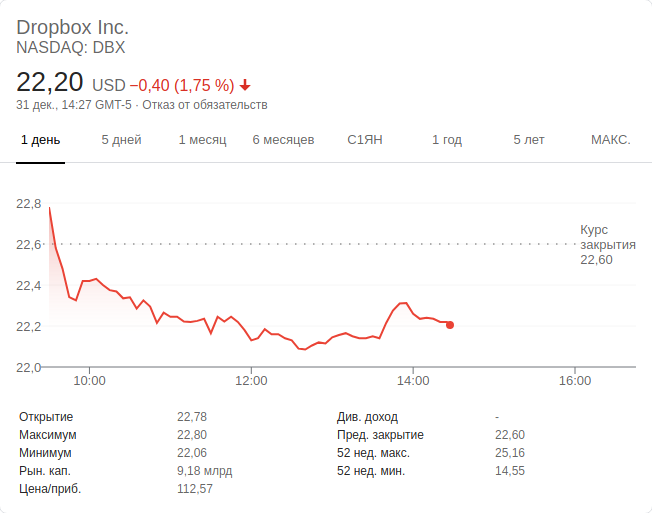 Dropbox Inc.
NASDAQ: DBX
22,20 USD −0,40 (1,75 %)
31 дек., 14:27 GMT-5 · Отказ от обязательств
1 день 5 дней 1 месяц 6 месяцев С1ЯН 1 год 5 лет МАКС.
22,8
22,6
22,4
22,2
22,0
Курс
закрытия
22,60
10:00 12:00 14:00 16:00
Открытие 22,78 Див. доход -
Максимум 22,80 Пред. закрытие 22,60
Минимум 22,06 52 нед. макс. 25,16
Рын. кап. 9,18 млрд 52 нед. мин. 14,55
Цена/приб. 112,57